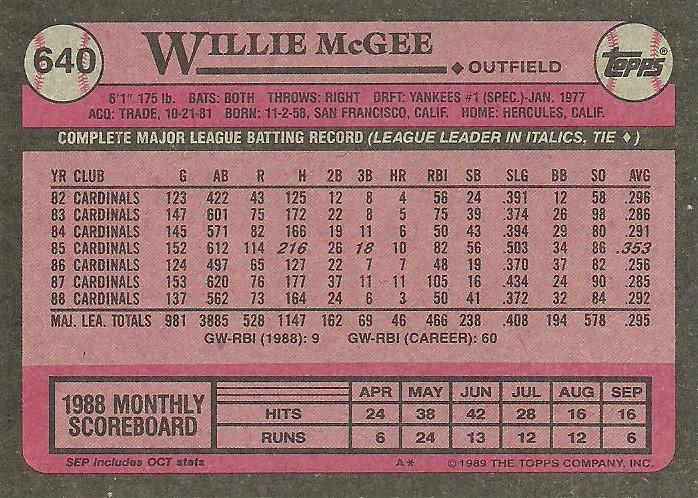 640 WILLIE McGEE Topps ®
◆ OUTFIELD
6'1" 175 lb. BATS: BOTH THROWS: RIGHT DRFT: YANKEES #1 (SPEC.)-JAN. 1977
ACQ: TRADE, 10-21-81 BORN: 11-2-58, SAN FRANCISCO, CALIF. HOME: HERCULES, CALIF.
COMPLETE MAJOR LEAGUE BATTING RECORD (LEAGUE LEADER IN ITALICS, TIE ♦)
YR CLUB G AB R H 2B 3B HR RBI SB SLG BB SO AVG
82 CARDINALS 123 422 43 125 12 8 4 56 24 .391 12 58 .296
83 CARDINALS 147 601 75 172 22 8 5 75 39 .374 26 98 .286
84 CARDINALS 145 571 82 166 19 11 6 50 43 .394 29 80 .291
85 CARDINALS 152 612 114 216 26 18 10 82 56 .503 34 86 .353
86 CARDINALS 124 497 65 127 22 7 7 48 19 .370 37 82 .256
87 CARDINALS 153 620 76 177 37 11 11 105 16 .434 24 90 .285
88 CARDINALS 137 562 73 164 24 6 3 50 41 .372 32 84 .292
MAJ. LEA. TOTALS 981 3885 528 1147 162 69 46 466 238 .408 194 578 .295
GW-RBI (1988): 9 GW-RBI (CAREER): 60
1988 MONTHLY SCOREBOARD
APR MAY JUN JUL AUG SEP
HITS 24 38 42 28 16 16
RUNS 6 24 13 12 12 6
SEP Includes OCT stats A* ©1989 THE TOPPS COMPANY, INC.